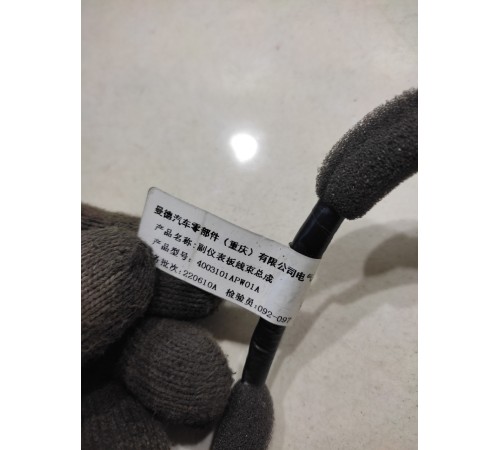 曼德汽车零部件（重庆）有限公司电气
产品名称:副仪表板线束总成
产品型号: 4003101APW01A
批次:220610A 检验员:092-092